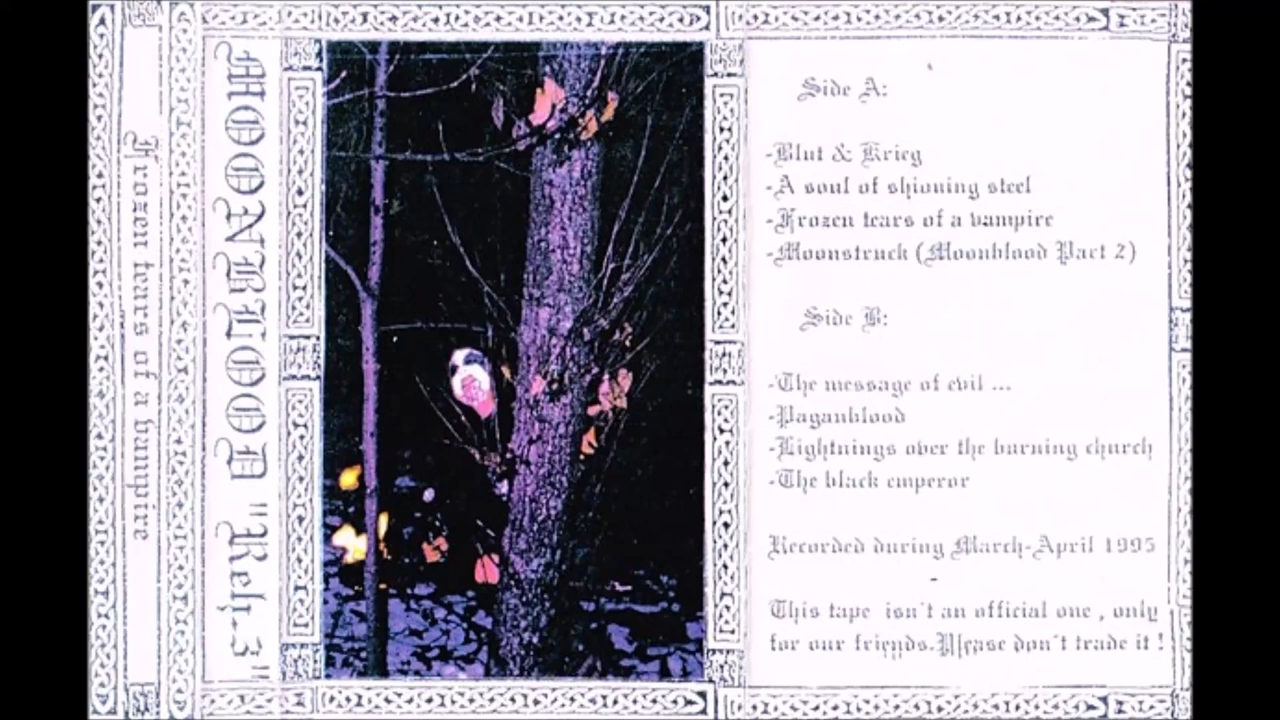 Frozen tears of a vampire
MOONBLOOD "Reh.3"
Side A:
-Blut & Krieg
-A soul of shioning steel
-Frozen tears of a vampire
-Moonstruck (Moonblood Part 2)
Side B:
-The message of evil ...
-Paganblood
-Lightnings over the burning church
-The black emperor
Recorded during March-April 1995
-
This tape isn´t an official one , only
for our friends.Please don´t trade it !